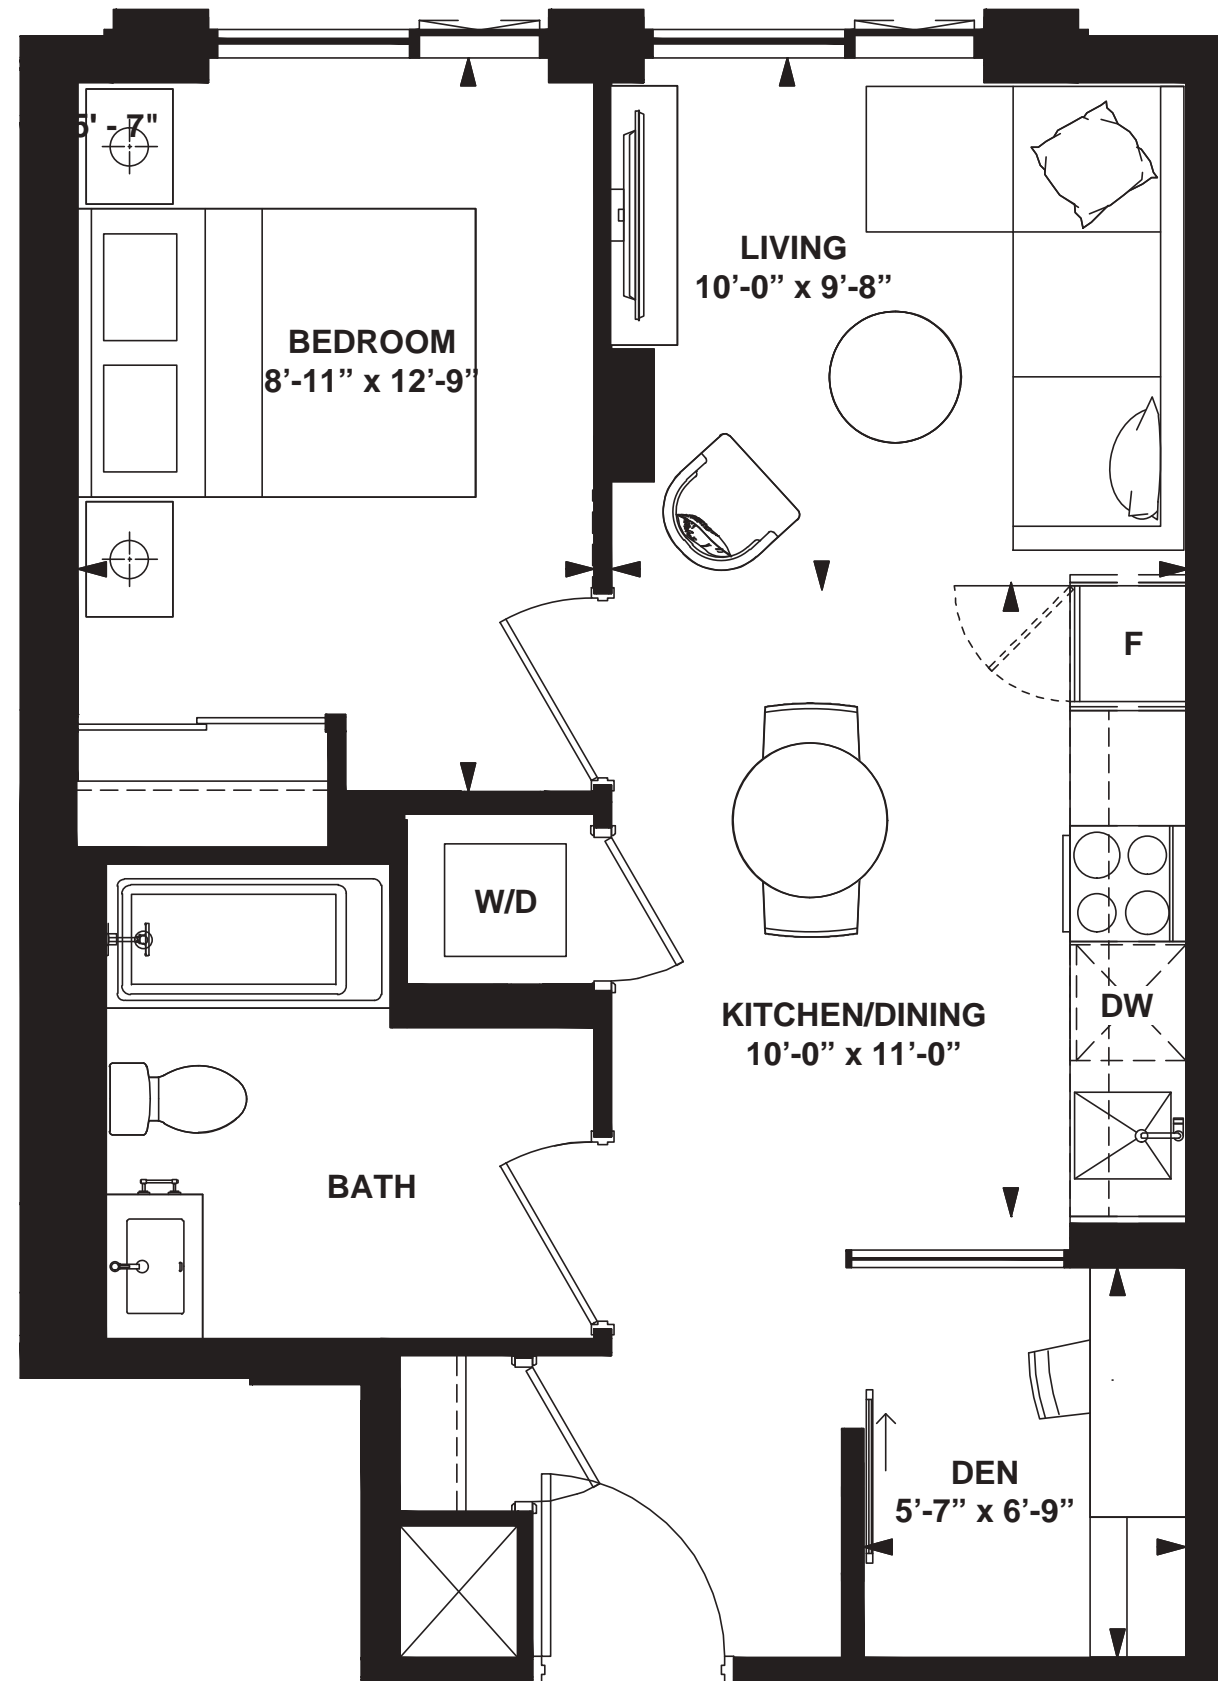 5' - 7"
LIVING
10’-0” x 9’-8”
BEDROOM
8’-11” x 12’-9”
F
W/D
DW
KITCHEN/DINING
10’-0” x 11’-0”
BATH
DEN
5’-7” x 6’-9”